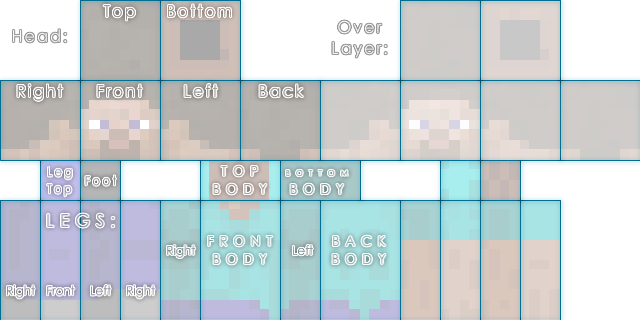 Top
Bottom
Head:
Over
Layer:
Right
Front
Left
Back
Leg
Top
Foot
TOP
BODY
BOTTOM
BODY
LEGS:
Right
FRONT
BODY
Left
BACK
BODY
Right
Front
Left
Right